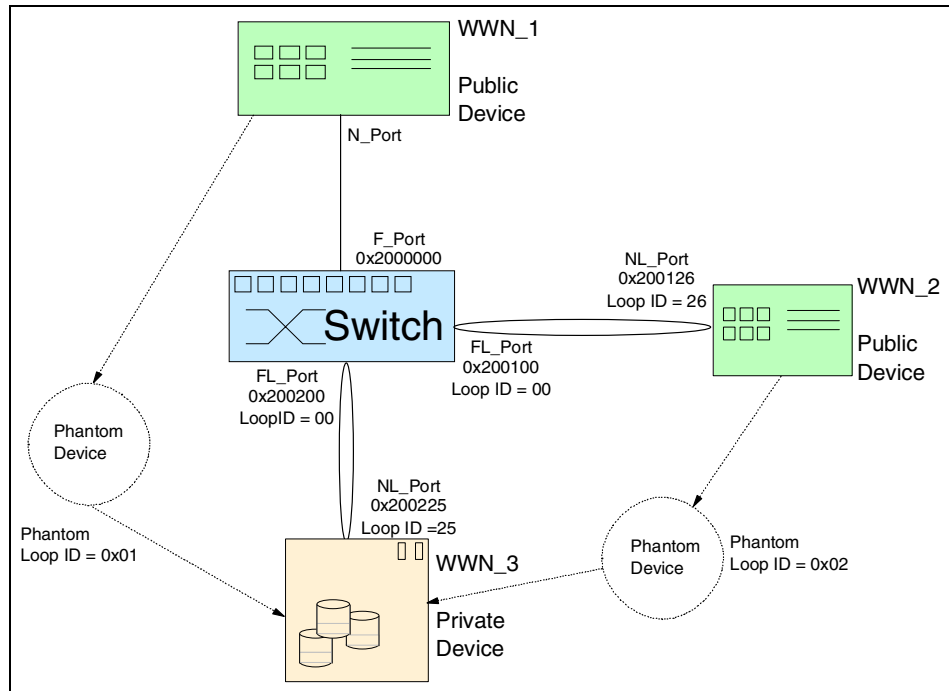 WWN_1
Public
Device
N_Port
F_Port
0x2000000
Switch
NL_Port
0x200126
Loop ID = 26
WWN_2
Public
Device
FL_Port
0x200100
Loop ID = 00
FL_Port
0x200200
LoopID = 00
Phantom
Device
Phantom
Loop ID = 0x01
NL_Port
0x200225
Loop ID =25
WWN_3
Private
Device
Phantom
Device
Phantom
Loop ID = 0x02